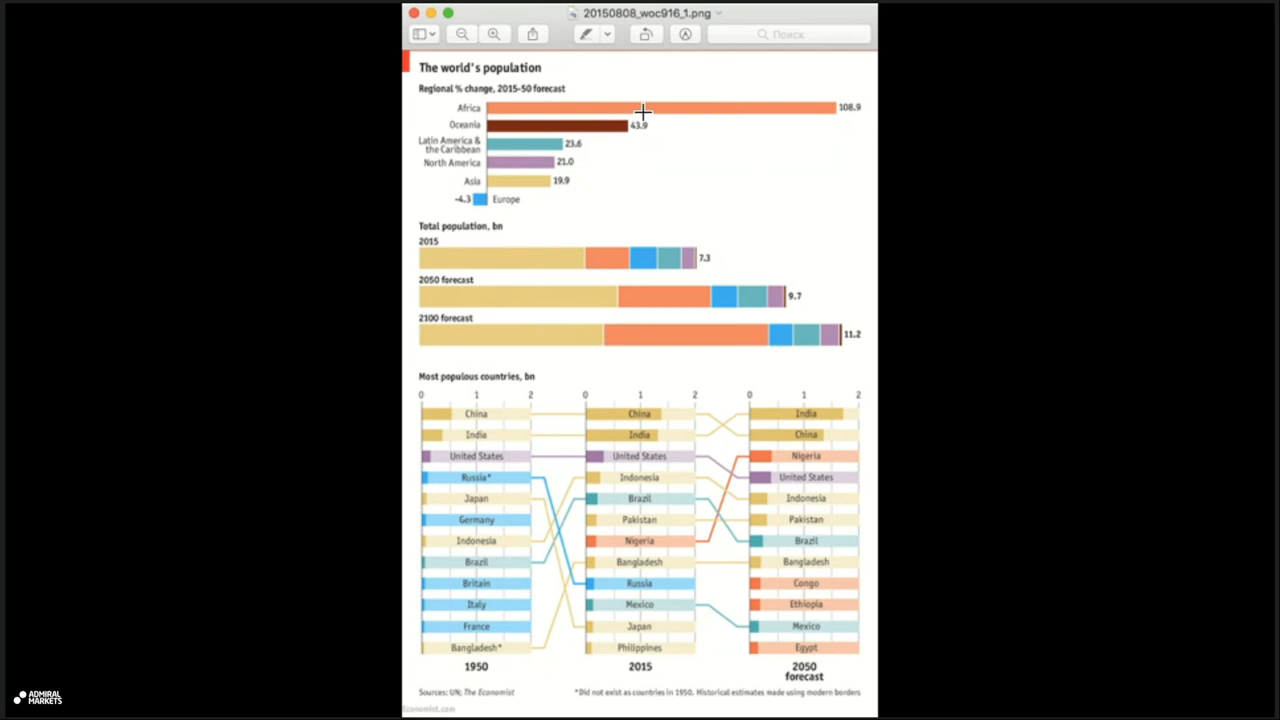 20150808_woc916_1.png
Поиск
The world's population
Regional % change, 2015-50 forecast
Africa 108.9
Oceania 43.9
Latin America &
the Caribbean 23.6
North America 21.0
Asia 19.9
-4.3 Europe
Total population, bn
2015
7.3
2050 forecast
9.7
2100 forecast
11.2
Most populous countries, bn
0 1 2 0 1 2 0 1 2
China China India
India India China
United States United States Nigeria
Russia* Indonesia United States
Japan Brazil Indonesia
Germany Pakistan Pakistan
Indonesia Nigeria Brazil
Brazil Bangladesh Bangladesh
Britain Russia Congo
Italy Mexico Ethiopia
France Japan Mexico
Bangladesh* Philippines Egypt
1950 2015 2050
forecast
Sources: UN; The Economist *Did not exist as countries in 1950. Historical estimates made using modern borders
Economist.com
ADMIRAL
MARKETS